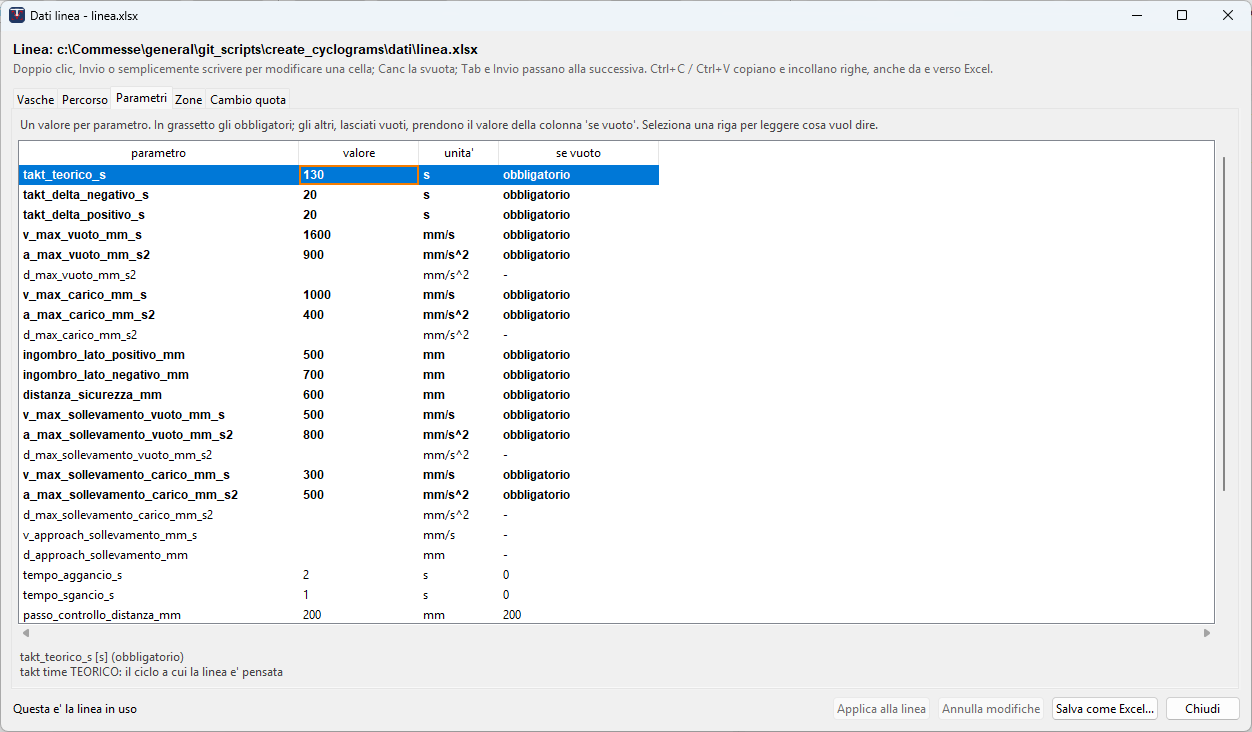 Dati linea - linea.xlsx
Linea: c:\Commesse\general\git_scripts\create_cyclograms\dati\linea.xlsx
Doppio clic, Invio o semplicemente scrivere per modificare una cella; Canc la svuota; Tab e Invio passano alla successiva. Ctrl+C / Ctrl+V copiano e incollano righe, anche da e verso Excel.
Vasche Percorso Parametri Zone Cambio quota
Un valore per parametro. In grassetto gli obbligatori; gli altri, lasciati vuoti, prendono il valore della colonna 'se vuoto'. Seleziona una riga per leggere cosa vuol dire.
parametro valore unita' se vuoto
takt_teorico_s 130 s obbligatorio
takt_delta_negativo_s 20 s obbligatorio
takt_delta_positivo_s 20 s obbligatorio
v_max_vuoto_mm_s 1600 mm/s obbligatorio
a_max_vuoto_mm_s2 900 mm/s^2 obbligatorio
d_max_vuoto_mm_s2 mm/s^2 -
v_max_carico_mm_s 1000 mm/s obbligatorio
a_max_carico_mm_s2 400 mm/s^2 obbligatorio
d_max_carico_mm_s2 mm/s^2 -
ingombro_lato_positivo_mm 500 mm obbligatorio
ingombro_lato_negativo_mm 700 mm obbligatorio
distanza_sicurezza_mm 600 mm obbligatorio
v_max_sollevamento_vuoto_mm_s 500 mm/s obbligatorio
a_max_sollevamento_vuoto_mm_s2 800 mm/s^2 obbligatorio
d_max_sollevamento_vuoto_mm_s2 mm/s^2 -
v_max_sollevamento_carico_mm_s 300 mm/s obbligatorio
a_max_sollevamento_carico_mm_s2 500 mm/s^2 obbligatorio
d_max_sollevamento_carico_mm_s2 mm/s^2 -
v_approach_sollevamento_mm_s mm/s -
d_approach_sollevamento_mm mm -
tempo_aggancio_s 2 s 0
tempo_sgancio_s 1 s 0
passo_controllo_distanza_mm 200 mm 200
takt_teorico_s [s] (obbligatorio)
takt time TEORICO: il ciclo a cui la linea e' pensata
Questa e' la linea in uso Applica alla linea Annulla modifiche Salva come Excel... Chiudi